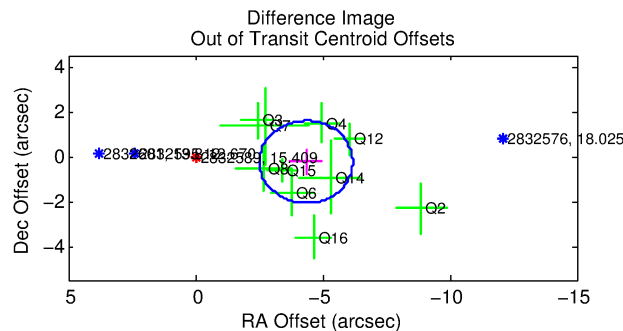 Difference Image
Out of Transit Centroid Offsets
Dec Offset (arcsec)
4
2
0
−2
−4
Q3
Q7
Q4
Q12
2832589, 15.409
2832576, 18.025
Q15
Q14
Q6
Q2
Q16
5
0
−5
−10
−15
RA Offset (arcsec)